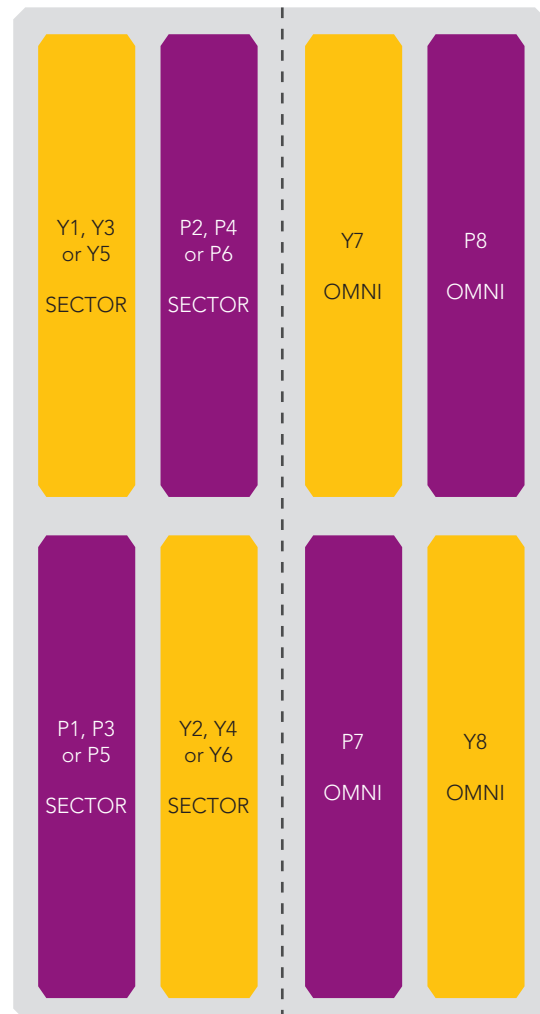 Y1, Y3
or Y5
SECTOR
P2, P4
or P6
SECTOR
Y7
OMNI
P8
OMNI
P1, P3
or P5
SECTOR
Y2, Y4
or Y6
SECTOR
P7
OMNI
Y8
OMNI